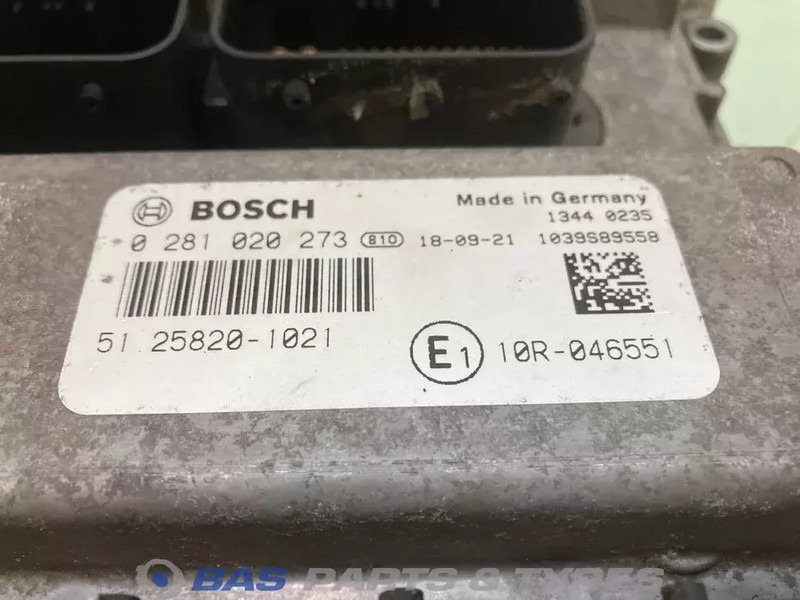 BOSCH
Made in Germany
1344 0235
0 281 020 273 B10 18-09-21 1039S89558
51 25820-1021
E1 10R-046551
BAS PARTS & TYRES